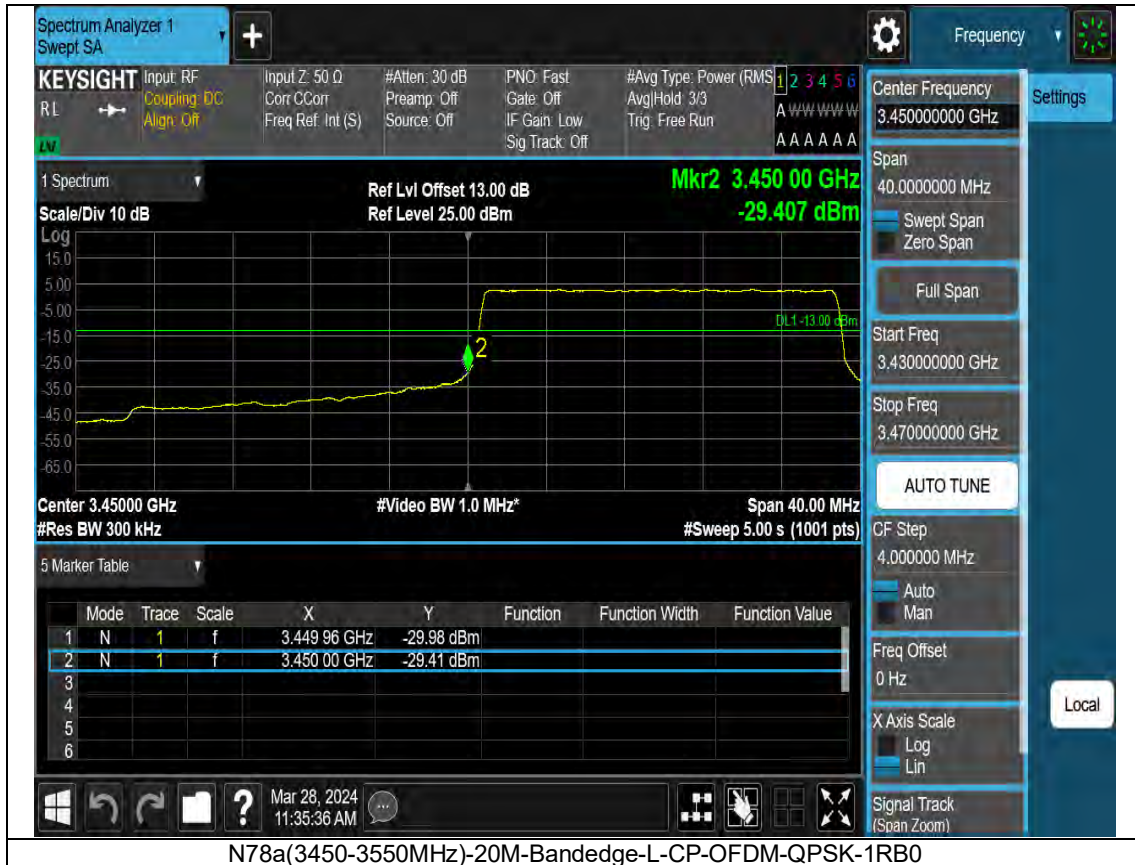 Spectrum Analyzer 1
Swept SA
+
Frequency
KEYSIGHT
RL
Input: RF
Coupling: DC
Align: Off
Input Z: 50 Ω
Corr CCorr
Freq Ref: Int (S)
#Atten: 30 dB
Preamp: Off
Source: Off
PNO: Fast
Gate: Off
IF Gain: Low
Sig Track: Off
#Avg Type: Power (RMS
Avg|Hold: 3/3
Trig: Free Run
1 2 3 4 5 6
A W W W W W
A A A A A A
1 Spectrum
Scale/Div 10 dB
Ref Lvl Offset 13.00 dB
Ref Level 25.00 dBm
Mkr2 3.450 00 GHz
-29.407 dBm
Log
15.0
5.00
-5.00
-15.0
-25.0
-35.0
-45.0
-55.0
-65.0
DL1 -13.00 dBm
2
Center 3.45000 GHz
#Video BW 1.0 MHz*
Span 40.00 MHz
#Res BW 300 kHz
#Sweep 5.00 s (1001 pts)
5 Marker Table
Mode Trace Scale X Y Function Function Width Function Value
1 N 1 f 3.449 96 GHz -29.98 dBm
2 N 1 f 3.450 00 GHz -29.41 dBm
3
4
5
6
?
Mar 28, 2024
11:35:36 AM
Center Frequency
3.450000000 GHz
Settings
Span
40.0000000 MHz
Swept Span
Zero Span
Full Span
Start Freq
3.430000000 GHz
Stop Freq
3.470000000 GHz
AUTO TUNE
CF Step
4.000000 MHz
Auto
Man
Freq Offset
0 Hz
Local
X Axis Scale
Log
Lin
Signal Track
(Span Zoom)
N78a(3450-3550MHz)-20M-Bandedge-L-CP-OFDM-QPSK-1RB0